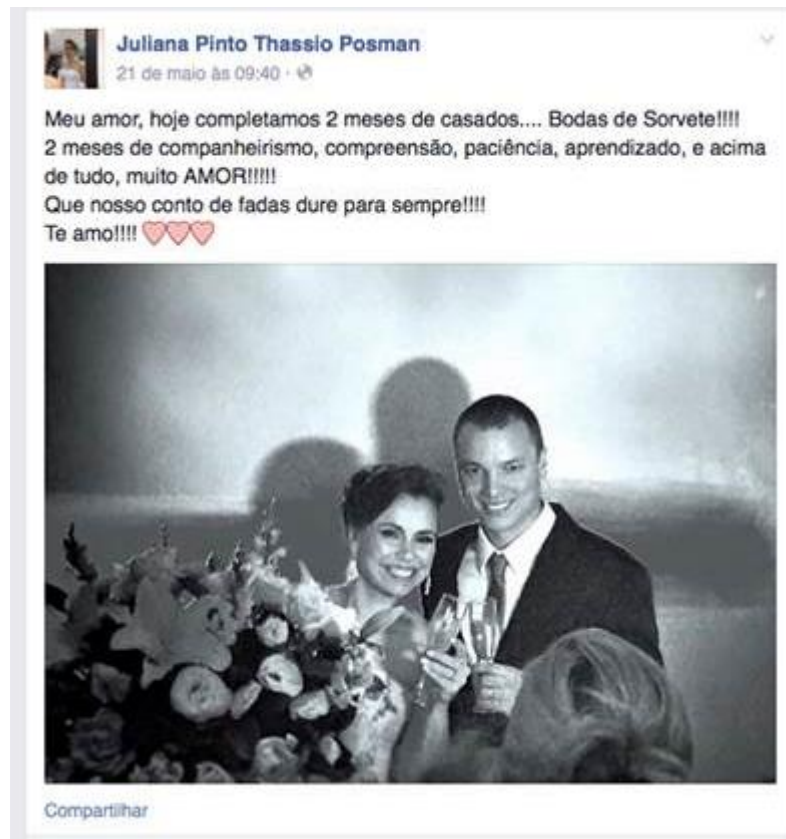 Juliana Pinto Thassio Posman
21 de maio às 09:40 ·
Meu amor, hoje completamos 2 meses de casados.... Bodas de Sorvete!!!!
2 meses de companheirismo, compreensão, paciência, aprendizado, e acima
de tudo, muito AMOR!!!!!
Que nosso conto de fadas dure para sempre!!!!
Te amo!!!!
Compartilhar